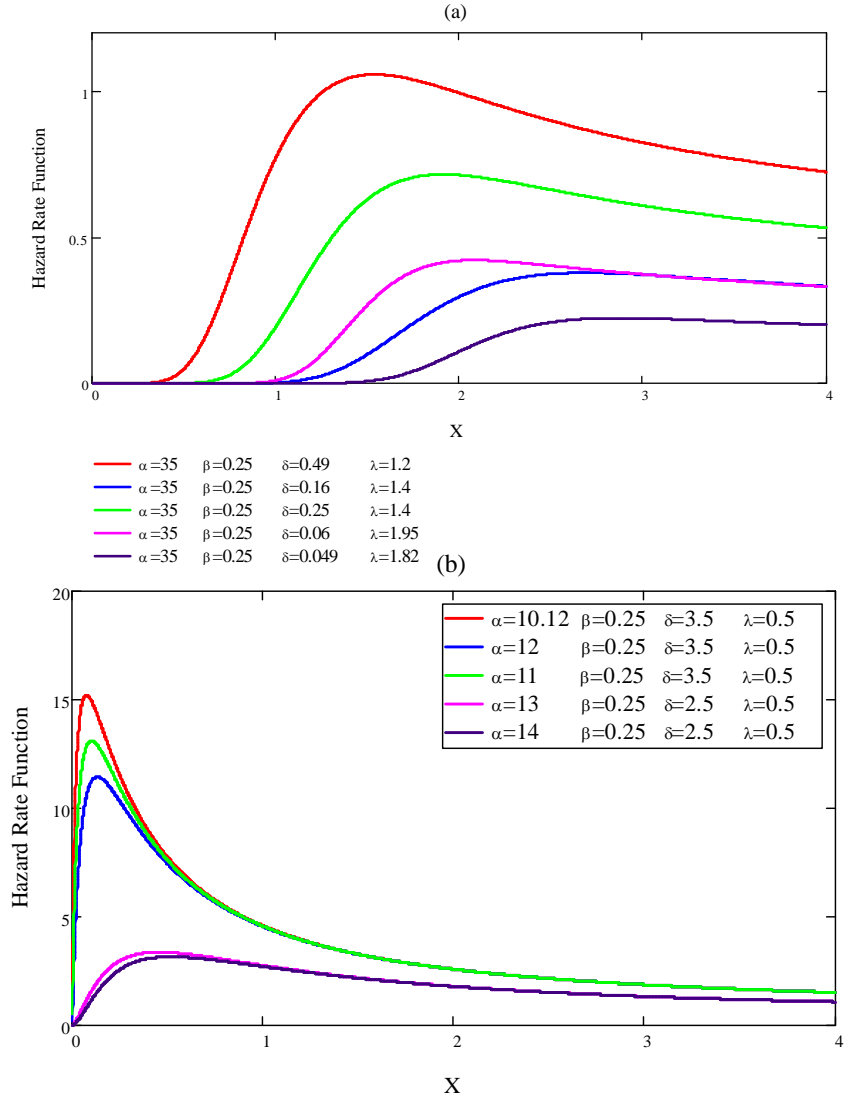 (a)
1
0.5
0
Hazard Rate Function
0 1 2 3 4
X
α=35 β=0.25 δ=0.49 λ=1.2
α=35 β=0.25 δ=0.16 λ=1.4
α=35 β=0.25 δ=0.25 λ=1.4
α=35 β=0.25 δ=0.06 λ=1.95
α=35 β=0.25 δ=0.049 λ=1.82
(b)
20
15
10
5
0
Hazard Rate Function
α=10.12 β=0.25 δ=3.5 λ=0.5
α=12 β=0.25 δ=3.5 λ=0.5
α=11 β=0.25 δ=3.5 λ=0.5
α=13 β=0.25 δ=2.5 λ=0.5
α=14 β=0.25 δ=2.5 λ=0.5
0 1 2 3 4
X